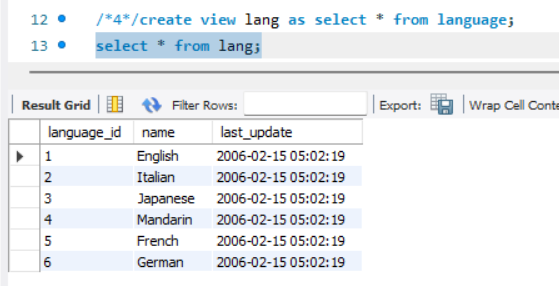 12 /*4*/create view lang as select * from language;
13 select * from lang;
Result Grid Filter Rows: Export: Wrap Cell Conte
language_id name last_update
1 English 2006-02-15 05:02:19
2 Italian 2006-02-15 05:02:19
3 Japanese 2006-02-15 05:02:19
4 Mandarin 2006-02-15 05:02:19
5 French 2006-02-15 05:02:19
6 German 2006-02-15 05:02:19